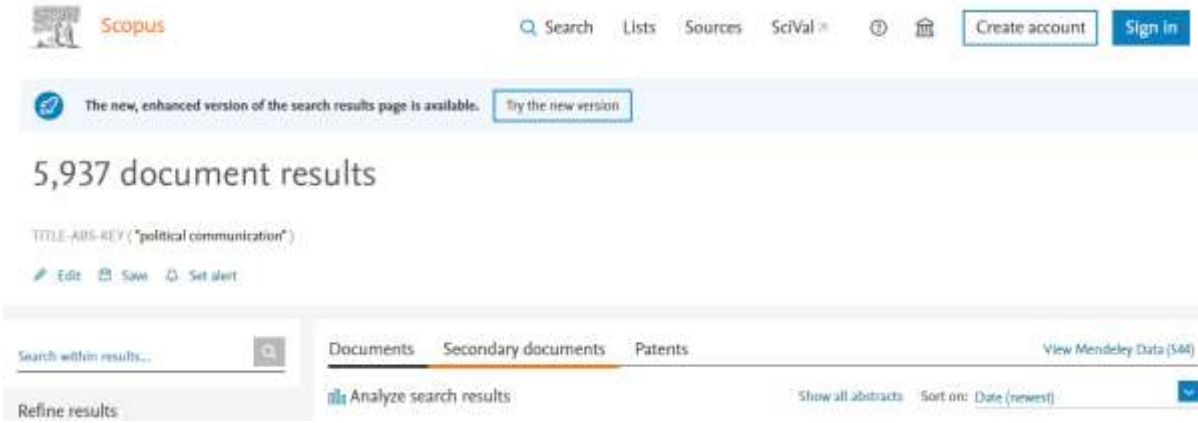 Scopus
Search Lists Sources SciVal Create account Sign in
The new, enhanced version of the search results page is available. Try the new version
5,937 document results
TITLE-ABS-KEY ( "political communication" )
Edit Save Set alert
Search within results...
Documents Secondary documents Patents View Mendeley Data (544)
Analyze search results Show all abstracts Sort on: Date (newest)
Refine results